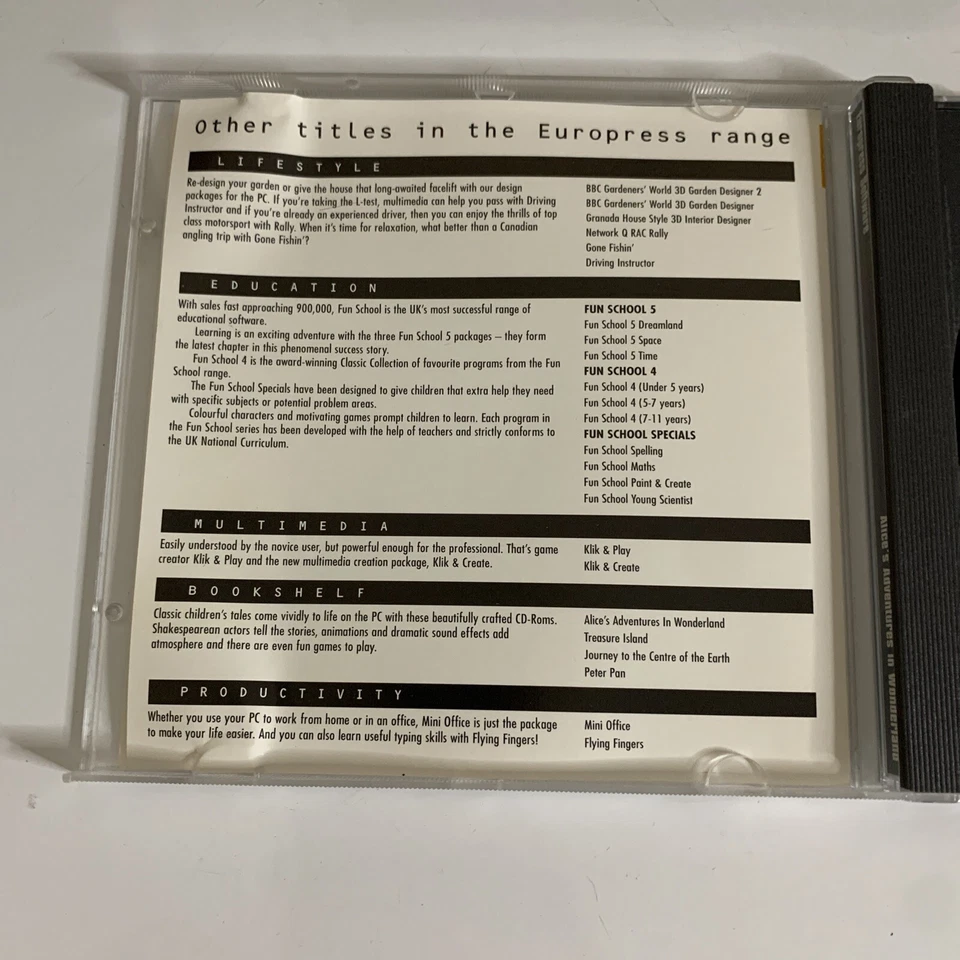 Other titles in the Europress range
LIFESTYLE
Re-design your garden or give the house that long-awaited facelift with our design
packages for the PC. If you're taking the L-test, multimedia can help you pass with Driving
Instructor and if you're already an experienced driver, then you can enjoy the thrills of top
class motorsport with Rally. When it's time for relaxation, what better than a Canadian
angling trip with Gone Fishin'?
BBC Gardeners' World 3D Garden Designer 2
BBC Gardeners' World 3D Garden Designer
Granada House Style 3D Interior Designer
Network Q RAC Rally
Gone Fishin'
Driving Instructor
EDUCATION
With sales fast approaching 900,000, Fun School is the UK's most successful range of
educational software.
Learning is an exciting adventure with the three Fun School 5 packages – they form
the latest chapter in this phenomenal success story.
Fun School 4 is the award-winning Classic Collection of favourite programs from the Fun
School range.
The Fun School Specials have been designed to give children that extra help they need
with specific subjects or potential problem areas.
Colourful characters and motivating games prompt children to learn. Each program in
the Fun School series has been developed with the help of teachers and strictly conforms to
the UK National Curriculum.
FUN SCHOOL 5
Fun School 5 Dreamland
Fun School 5 Space
Fun School 5 Time
FUN SCHOOL 4
Fun School 4 (Under 5 years)
Fun School 4 (5-7 years)
Fun School 4 (7-11 years)
FUN SCHOOL SPECIALS
Fun School Spelling
Fun School Maths
Fun School Paint & Create
Fun School Young Scientist
MULTIMEDIA
Easily understood by the novice user, but powerful enough for the professional. That's game
creator Klik & Play and the new multimedia creation package, Klik & Create.
Klik & Play
Klik & Create
BOOKSHELF
Classic children's tales come vividly to life on the PC with these beautifully crafted CD-Roms.
Shakespearean actors tell the stories, animations and dramatic sound effects add
atmosphere and there are even fun games to play.
Alice's Adventures In Wonderland
Treasure Island
Journey to the Centre of the Earth
Peter Pan
PRODUCTIVITY
Whether you use your PC to work from home or in an office, Mini Office is just the package
to make your life easier. And you can also learn useful typing skills with Flying Fingers!
Mini Office
Flying Fingers
Alice's Adventures in Wonderland